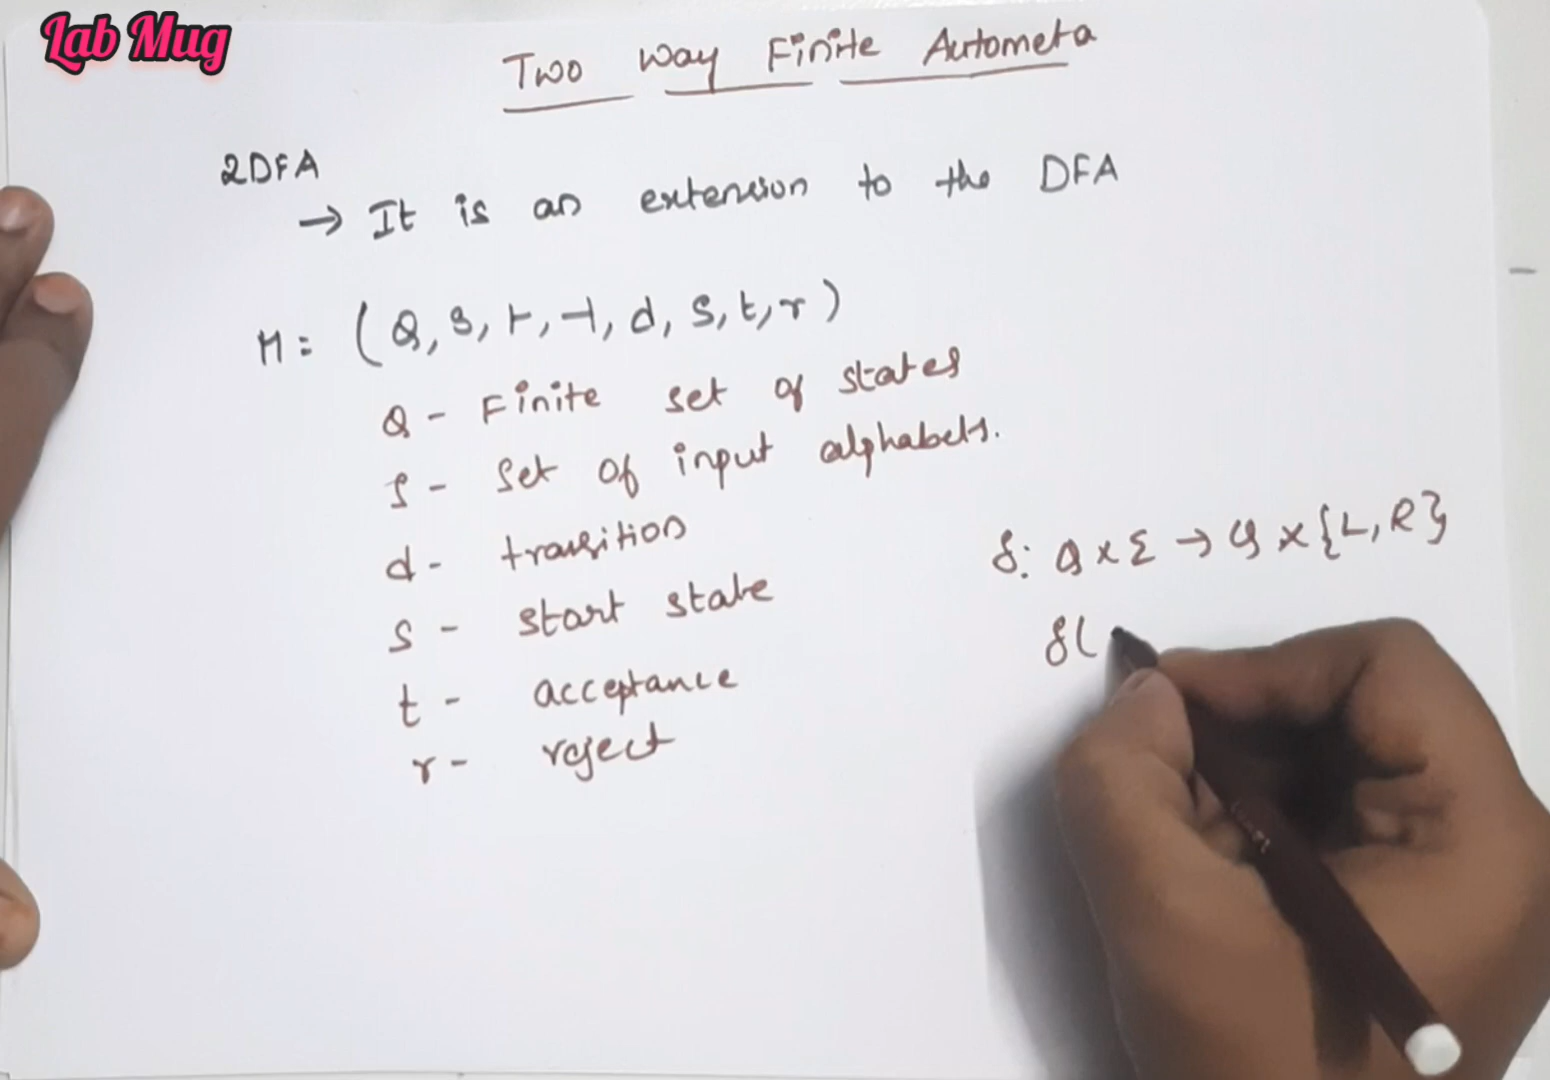 Lab Mug
Two Way Finite Autometa
2DFA
→ It is an extension to the DFA
M = (Q, S, ⊢, ⊣, d, S, t, r)
Q - Finite set of states
S - Set of input alphabets.
d - transition
S - start state
t - acceptance
r - reject
δ: Q × Σ → Q × {L, R}
δ(